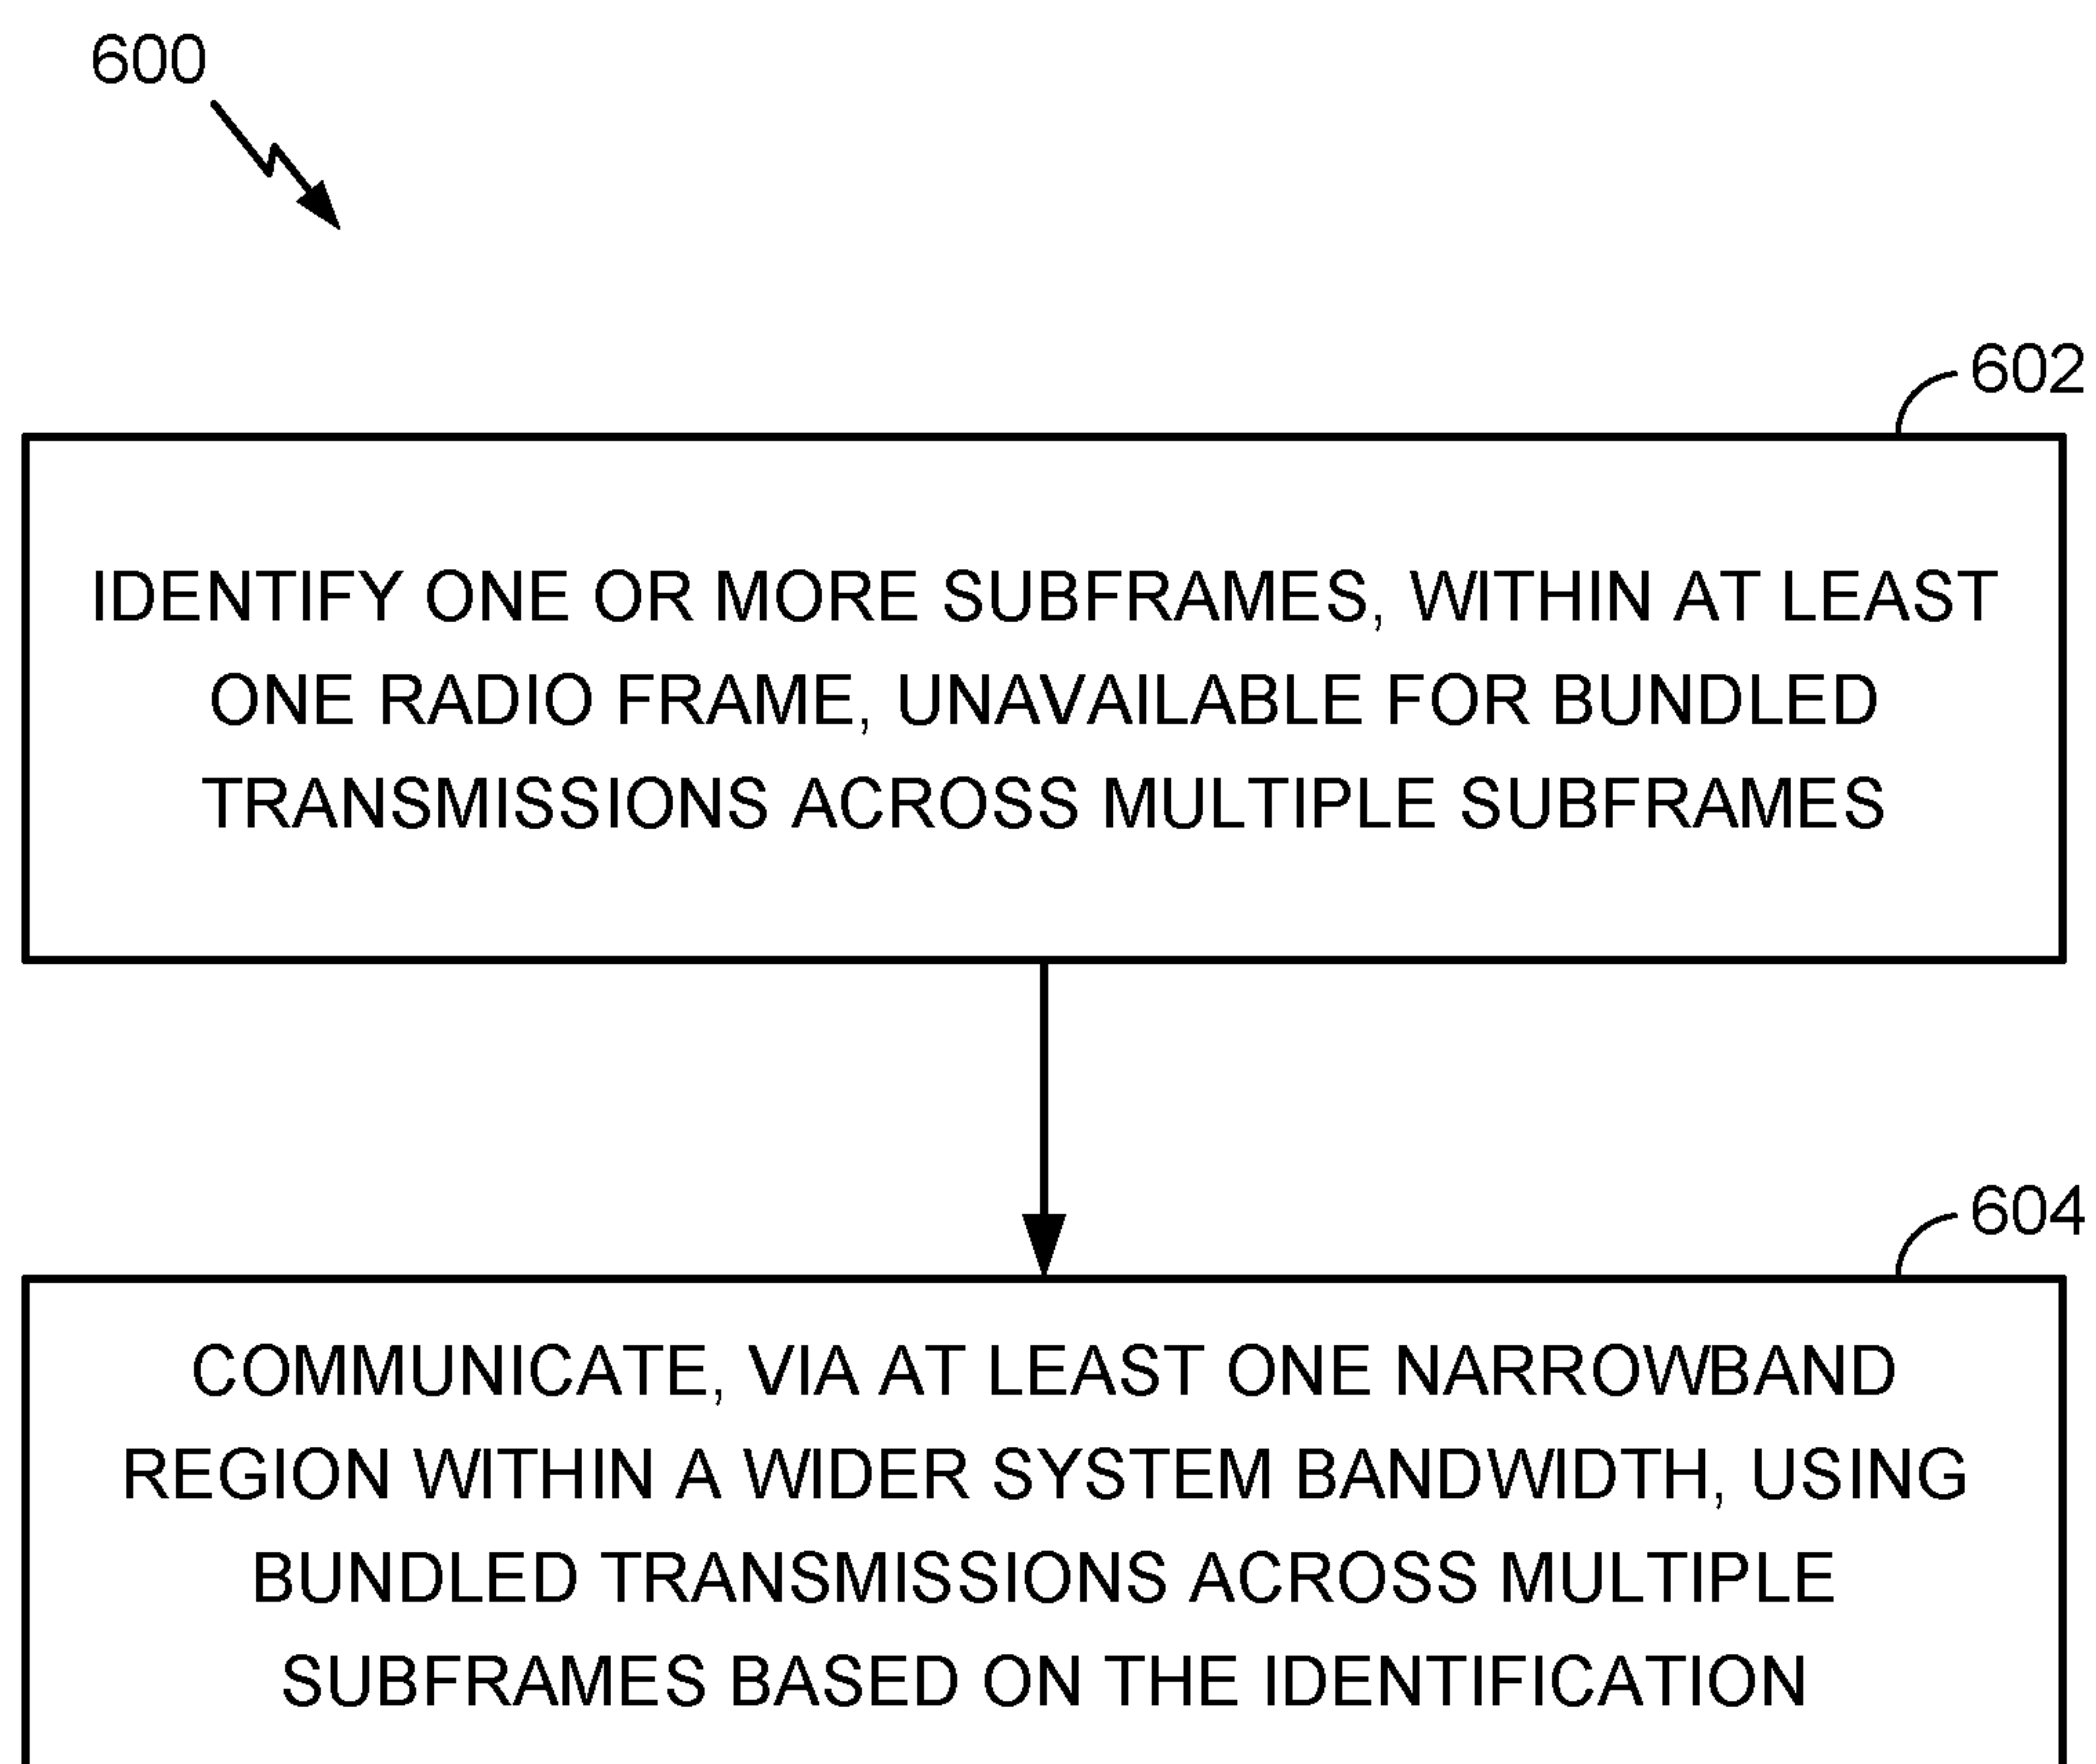 600
602
IDENTIFY ONE OR MORE SUBFRAMES, WITHIN AT LEAST
ONE RADIO FRAME, UNAVAILABLE FOR BUNDLED
TRANSMISSIONS ACROSS MULTIPLE SUBFRAMES
604
COMMUNICATE, VIA AT LEAST ONE NARROWBAND
REGION WITHIN A WIDER SYSTEM BANDWIDTH, USING
BUNDLED TRANSMISSIONS ACROSS MULTIPLE
SUBFRAMES BASED ON THE IDENTIFICATION